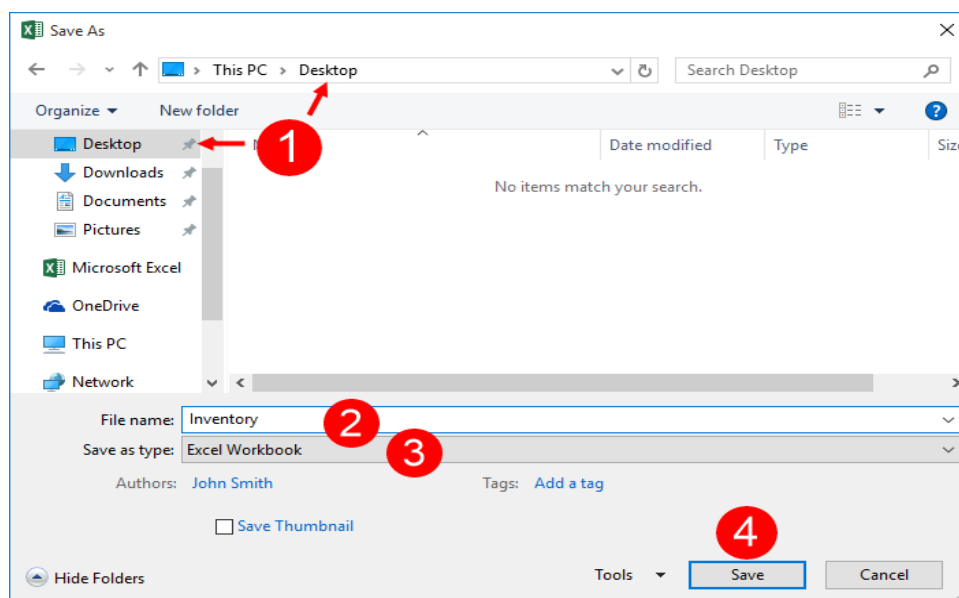 Save As
This PC > Desktop
Search Desktop
Organize
New folder
?
1
Desktop
Date modified
Type
Downloads
No items match your search.
Documents
Pictures
Microsoft Excel
OneDrive
This PC
Network
File name: Inventory
2
Save as type: Excel Workbook
3
Authors: John Smith
Tags: Add a tag
Save Thumbnail
4
Hide Folders
Tools
Save
Cancel